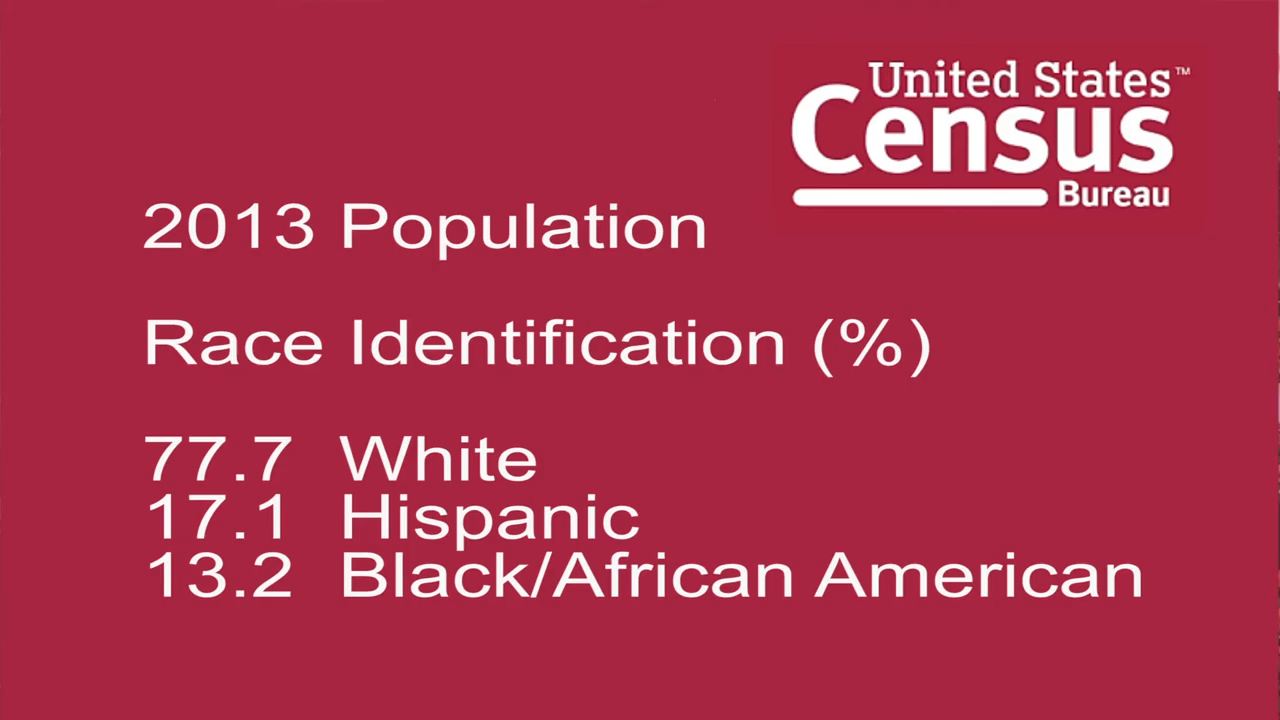 United States™
Census
Bureau
2013 Population
Race Identification (%)
77.7 White
17.1 Hispanic
13.2 Black/African American